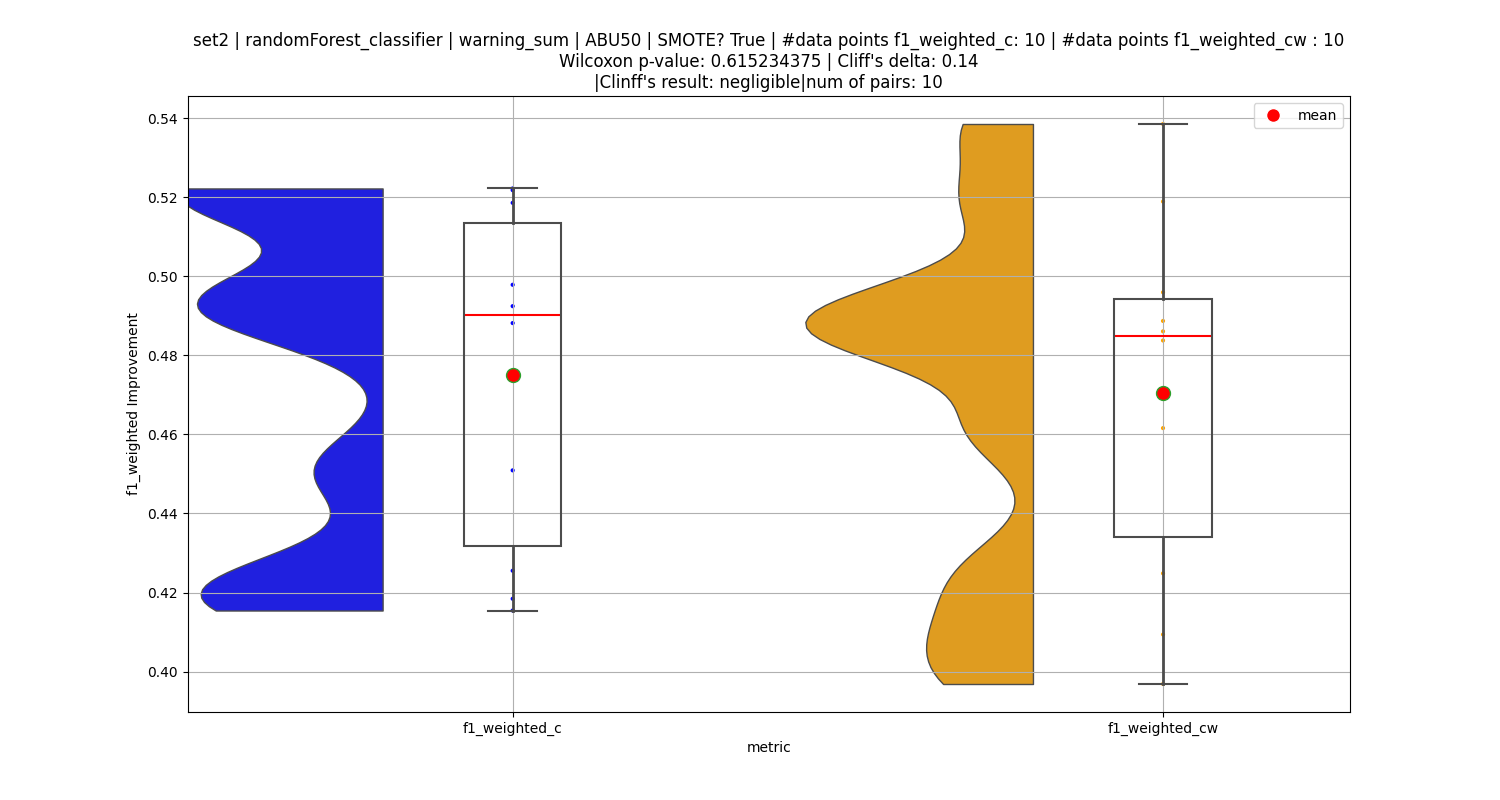 set2 | randomForest_classifier | warning_sum | ABU50 | SMOTE? True | #data points f1_weighted_c: 10 | #data points f1_weighted_cw : 10
Wilcoxon p-value: 0.615234375 | Cliff's delta: 0.14
|Clinff's result: negligible|num of pairs: 10
mean
0.54
0.52
0.50
0.48
0.46
0.44
0.42
0.40
f1_weighted Improvement
f1_weighted_c
f1_weighted_cw
metric